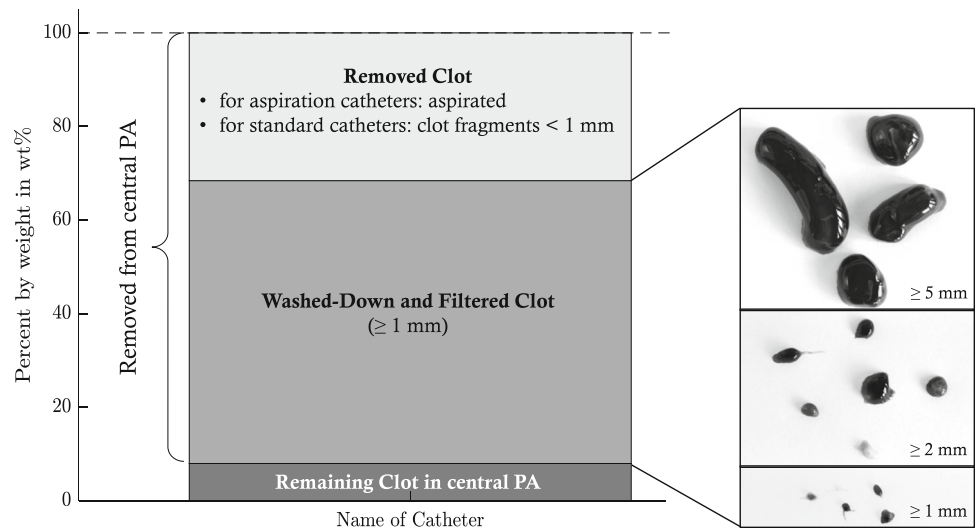 100
80
60
40
20
0
Percent by weight in wt%
Removed from central PA
Removed Clot
• for aspiration catheters: aspirated
• for standard catheters: clot fragments < 1 mm
Washed-Down and Filtered Clot
(≥ 1 mm)
Remaining Clot in central PA
Name of Catheter
≥ 5 mm
≥ 2 mm
≥ 1 mm